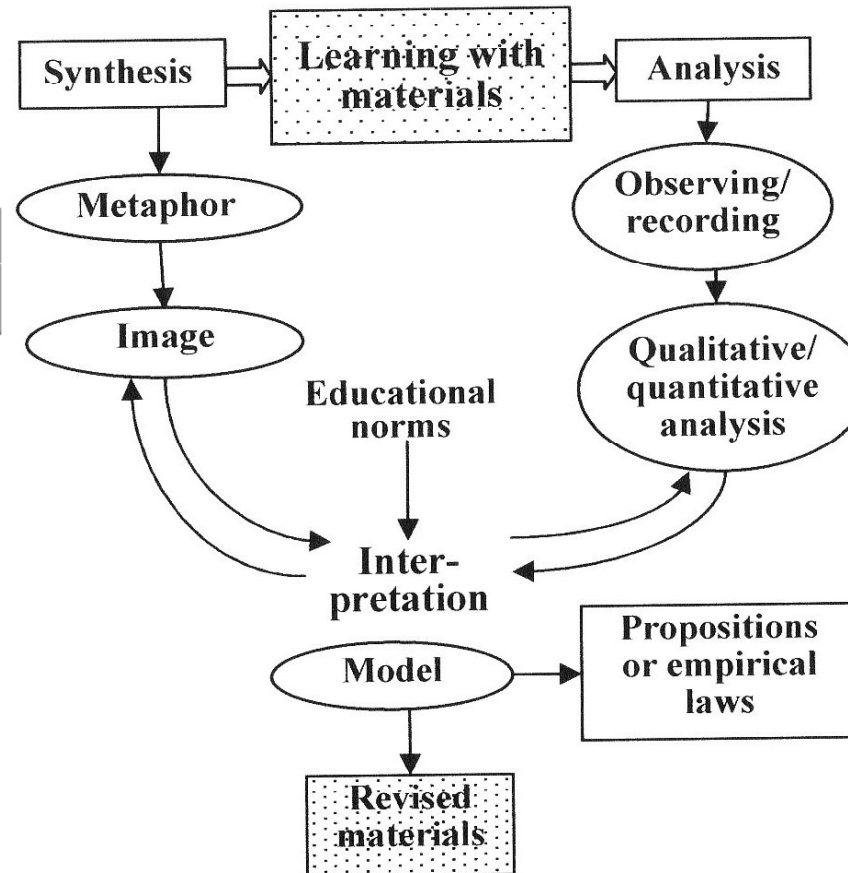 Synthesis
Learning with
materials
Analysis
Metaphor
Observing/
recording
Image
Qualitative/
quantitative
analysis
Educational
norms
Inter-
pretation
Model
Propositions
or empirical
laws
Revised
materials